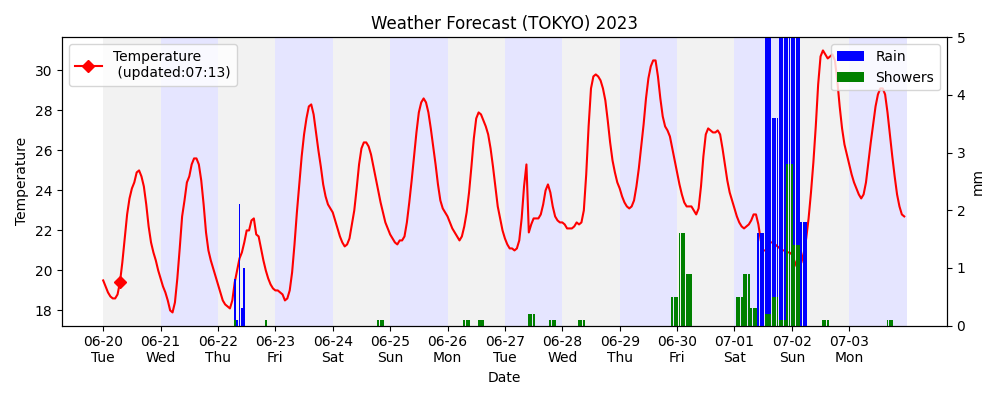 Weather Forecast (TOKYO) 2023
Temperature
(updated:07:13)
Rain
Showers
Temperature
30
28
26
24
22
20
18
5
4
3
2
1
0
mm
06-20 06-21 06-22 06-23 06-24 06-25 06-26 06-27 06-28 06-29 06-30 07-01 07-02 07-03
Tue Wed Thu Fri Sat Sun Mon Tue Wed Thu Fri Sat Sun Mon
Date